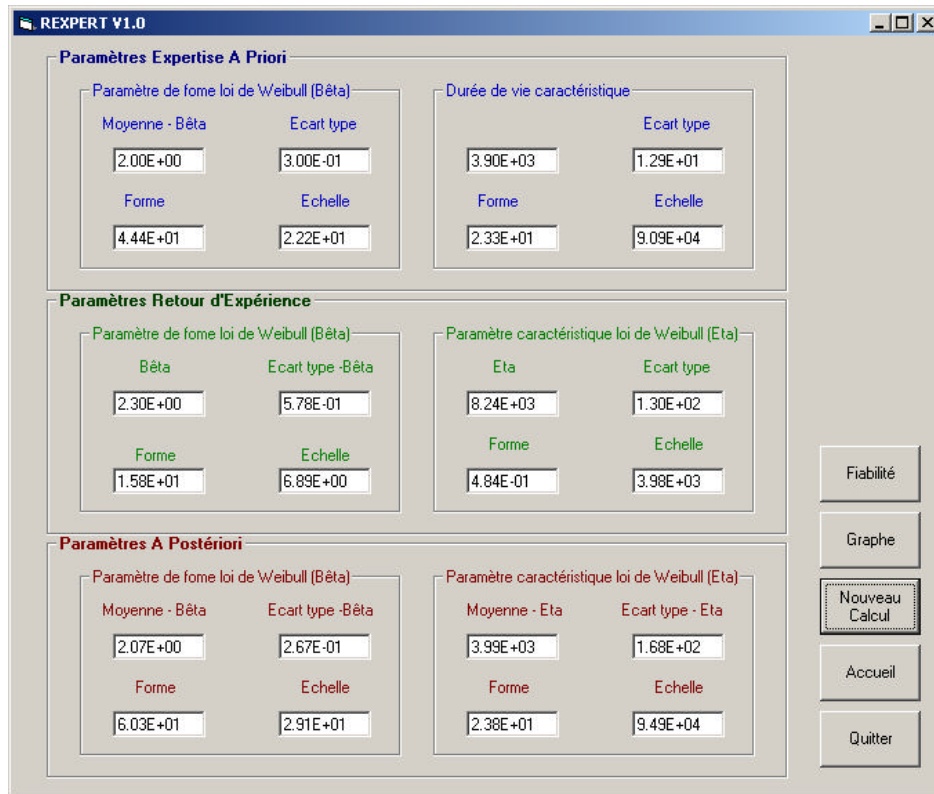 REXPERT V1.0
Paramètres Expertise A Priori
Paramètre de fome loi de Weibull (Bêta)
Moyenne - Bêta Ecart type
2.00E+00 3.00E-01
Forme Echelle
4.44E+01 2.22E+01
Durée de vie caractéristique
Ecart type
3.90E+03 1.29E+01
Forme Echelle
2.33E+01 9.09E+04
Paramètres Retour d'Expérience
Paramètre de fome loi de Weibull (Bêta)
Bêta Ecart type -Bêta
2.30E+00 5.78E-01
Forme Echelle
1.58E+01 6.89E+00
Paramètre caractéristique loi de Weibull (Eta)
Eta Ecart type
8.24E+03 1.30E+02
Forme Echelle
4.84E-01 3.98E+03
Paramètres A Postériori
Paramètre de fome loi de Weibull (Bêta)
Moyenne - Bêta Ecart type -Bêta
2.07E+00 2.67E-01
Forme Echelle
6.03E+01 2.91E+01
Paramètre caractéristique loi de Weibull (Eta)
Moyenne - Eta Ecart type - Eta
3.99E+03 1.68E+02
Forme Echelle
2.38E+01 9.49E+04
Fiabilité
Graphe
Nouveau
Calcul
Accueil
Quitter